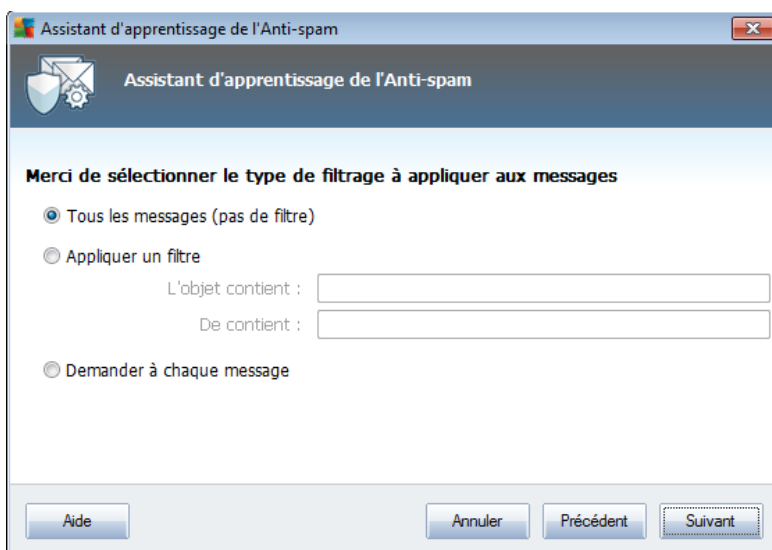 Assistant d'apprentissage de l'Anti-spam
Assistant d'apprentissage de l'Anti-spam
Merci de sélectionner le type de filtrage à appliquer aux messages
Tous les messages (pas de filtre)
Appliquer un filtre
L'objet contient :
De contient :
Demander à chaque message
Aide
Annuler
Précédent
Suivant